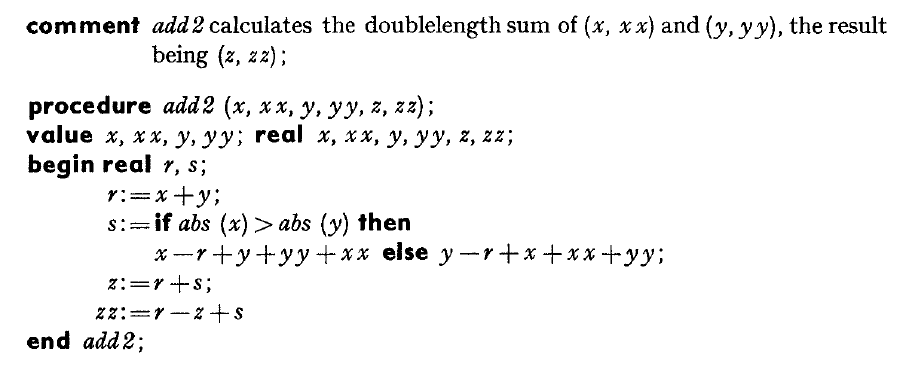 comment add2 calculates the doublelength sum of (x, xx) and (y, yy), the result
being (z, zz);
procedure add2 (x, xx, y, yy, z, zz);
value x, xx, y, yy; real x, xx, y, yy, z, zz;
begin real r, s;
r:=x+y;
s:=if abs (x)>abs (y) then
x-r+y+yy+xx else y-r+x+xx+yy;
z:=r+s;
zz:=r-z+s
end add2;